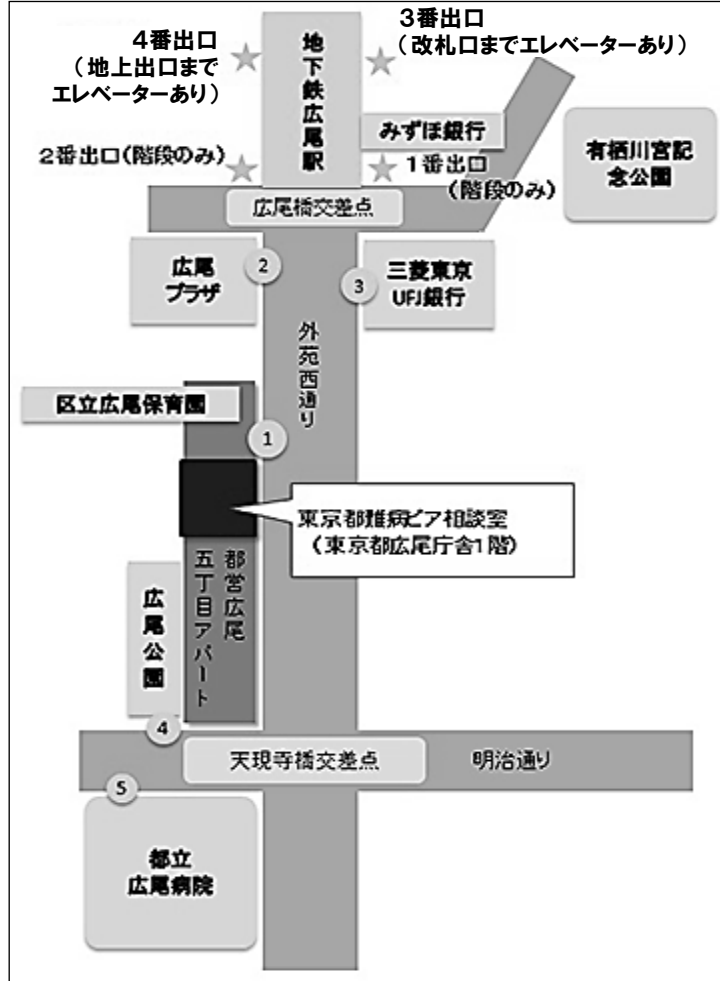 4番出口
（地上出口まで
エレベーターあり）
地下鉄広尾駅
3番出口
（改札口までエレベーターあり）
みずほ銀行
有栖川宮記
念公園
2番出口（階段のみ）
1番出口
（階段のみ）
広尾橋交差点
広尾
プラザ
2
3
三菱東京
UFJ銀行
外苑西通り
区立広尾保育園
1
東京都難病ピア相談室
（東京都広尾庁舎1階）
都営広尾
五丁目アパート
広尾公園
4
天現寺橋交差点
明治通り
5
都立
広尾病院